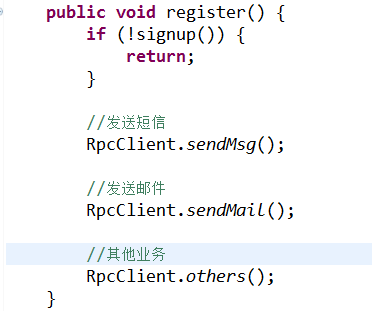 public void register() {
    if (!signup()) {
        return;
    }

    //发送短信
    RpcClient.sendMsg();

    //发送邮件
    RpcClient.sendMail();

    //其他业务
    RpcClient.others();
}